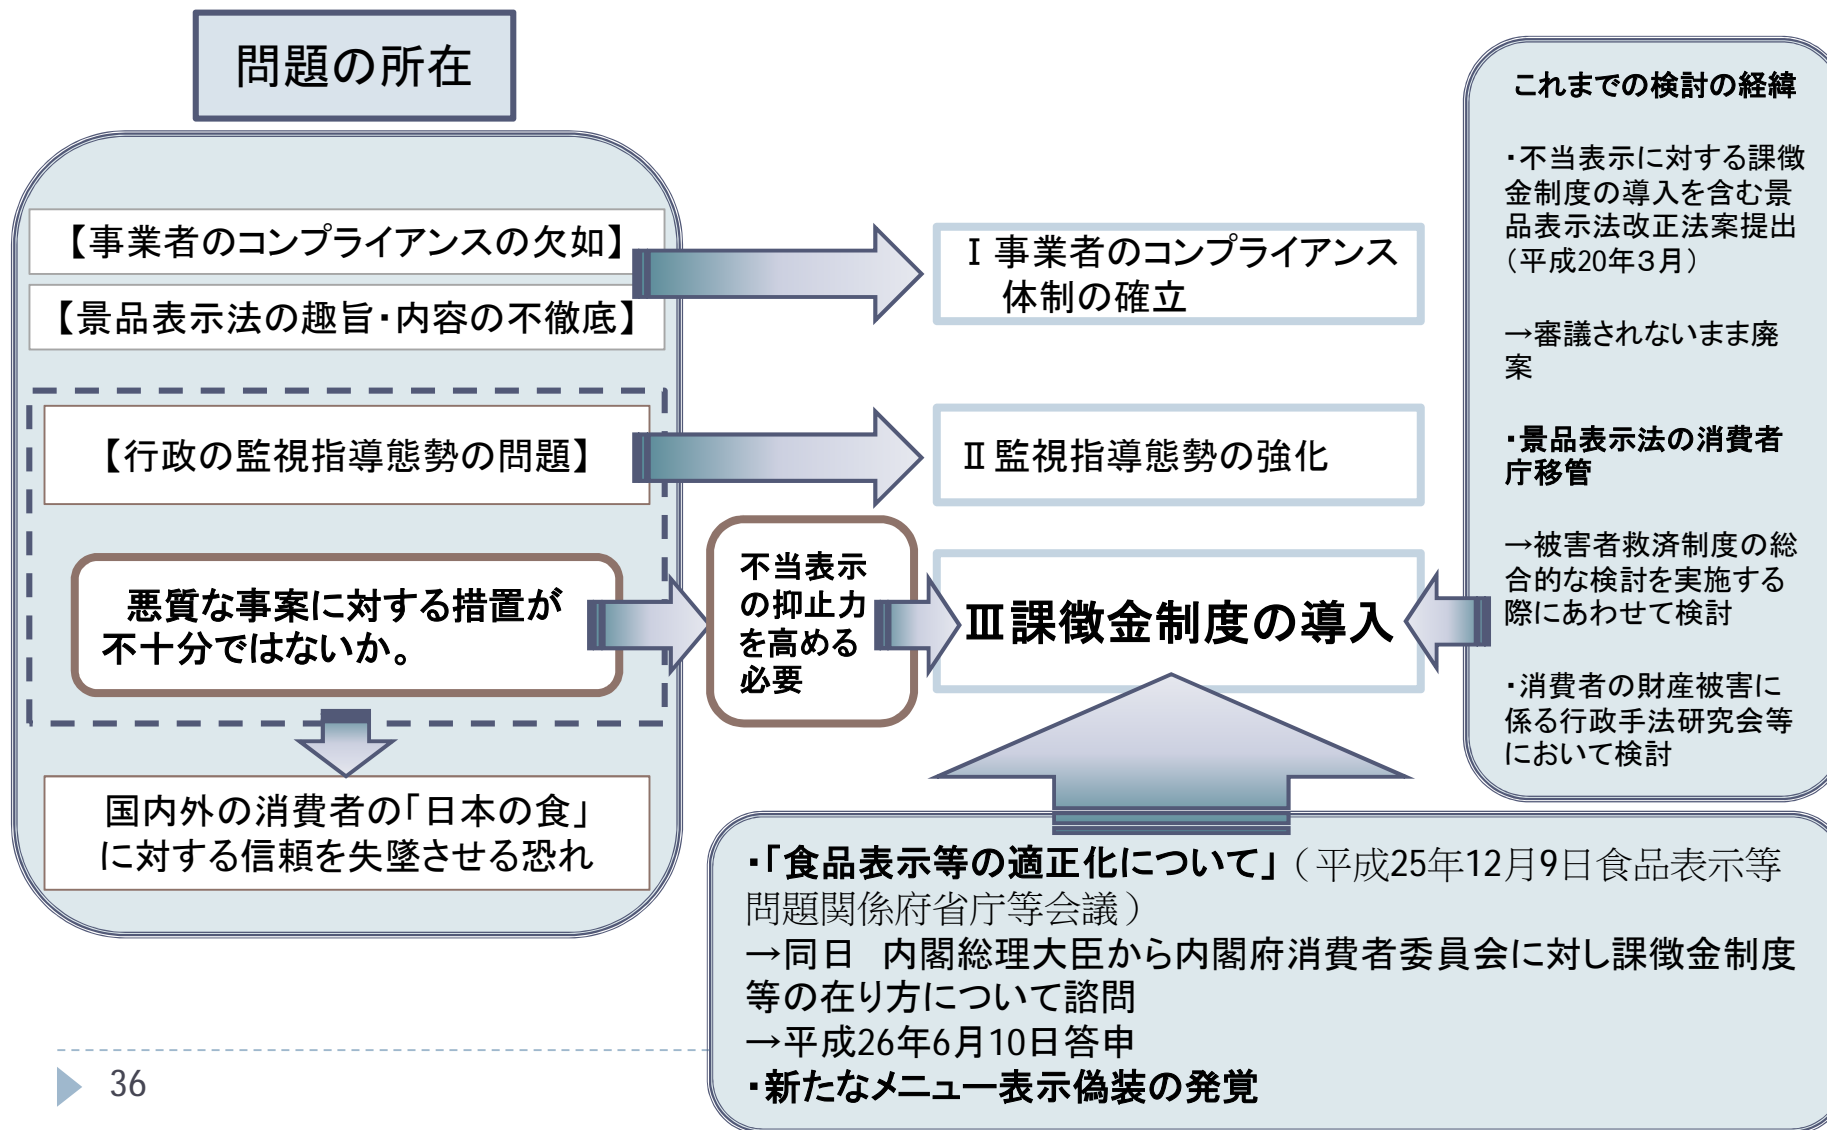 問題の所在
【事業者のコンプライアンスの欠如】
【景品表示法の趣旨・内容の不徹底】
【行政の監視指導態勢の問題】
悪質な事案に対する措置が
不十分ではないか。
国内外の消費者の「日本の食」
に対する信頼を失墜させる恐れ
Ⅰ 事業者のコンプライアンス
体制の確立
Ⅱ 監視指導態勢の強化
不当表示
の抑止力
を高める
必要
Ⅲ課徴金制度の導入
これまでの検討の経緯
・不当表示に対する課徴
金制度の導入を含む景
品表示法改正法案提出
（平成20年３月）
→審議されないまま廃
案
・景品表示法の消費者
庁移管
→被害者救済制度の総
合的な検討を実施する
際にあわせて検討
・消費者の財産被害に
係る行政手法研究会等
において検討
・「食品表示等の適正化について」（平成25年12月9日食品表示等
問題関係府省庁等会議）
→同日　内閣総理大臣から内閣府消費者委員会に対し課徴金制度
等の在り方について諮問
→平成26年6月10日答申
・新たなメニュー表示偽装の発覚
36